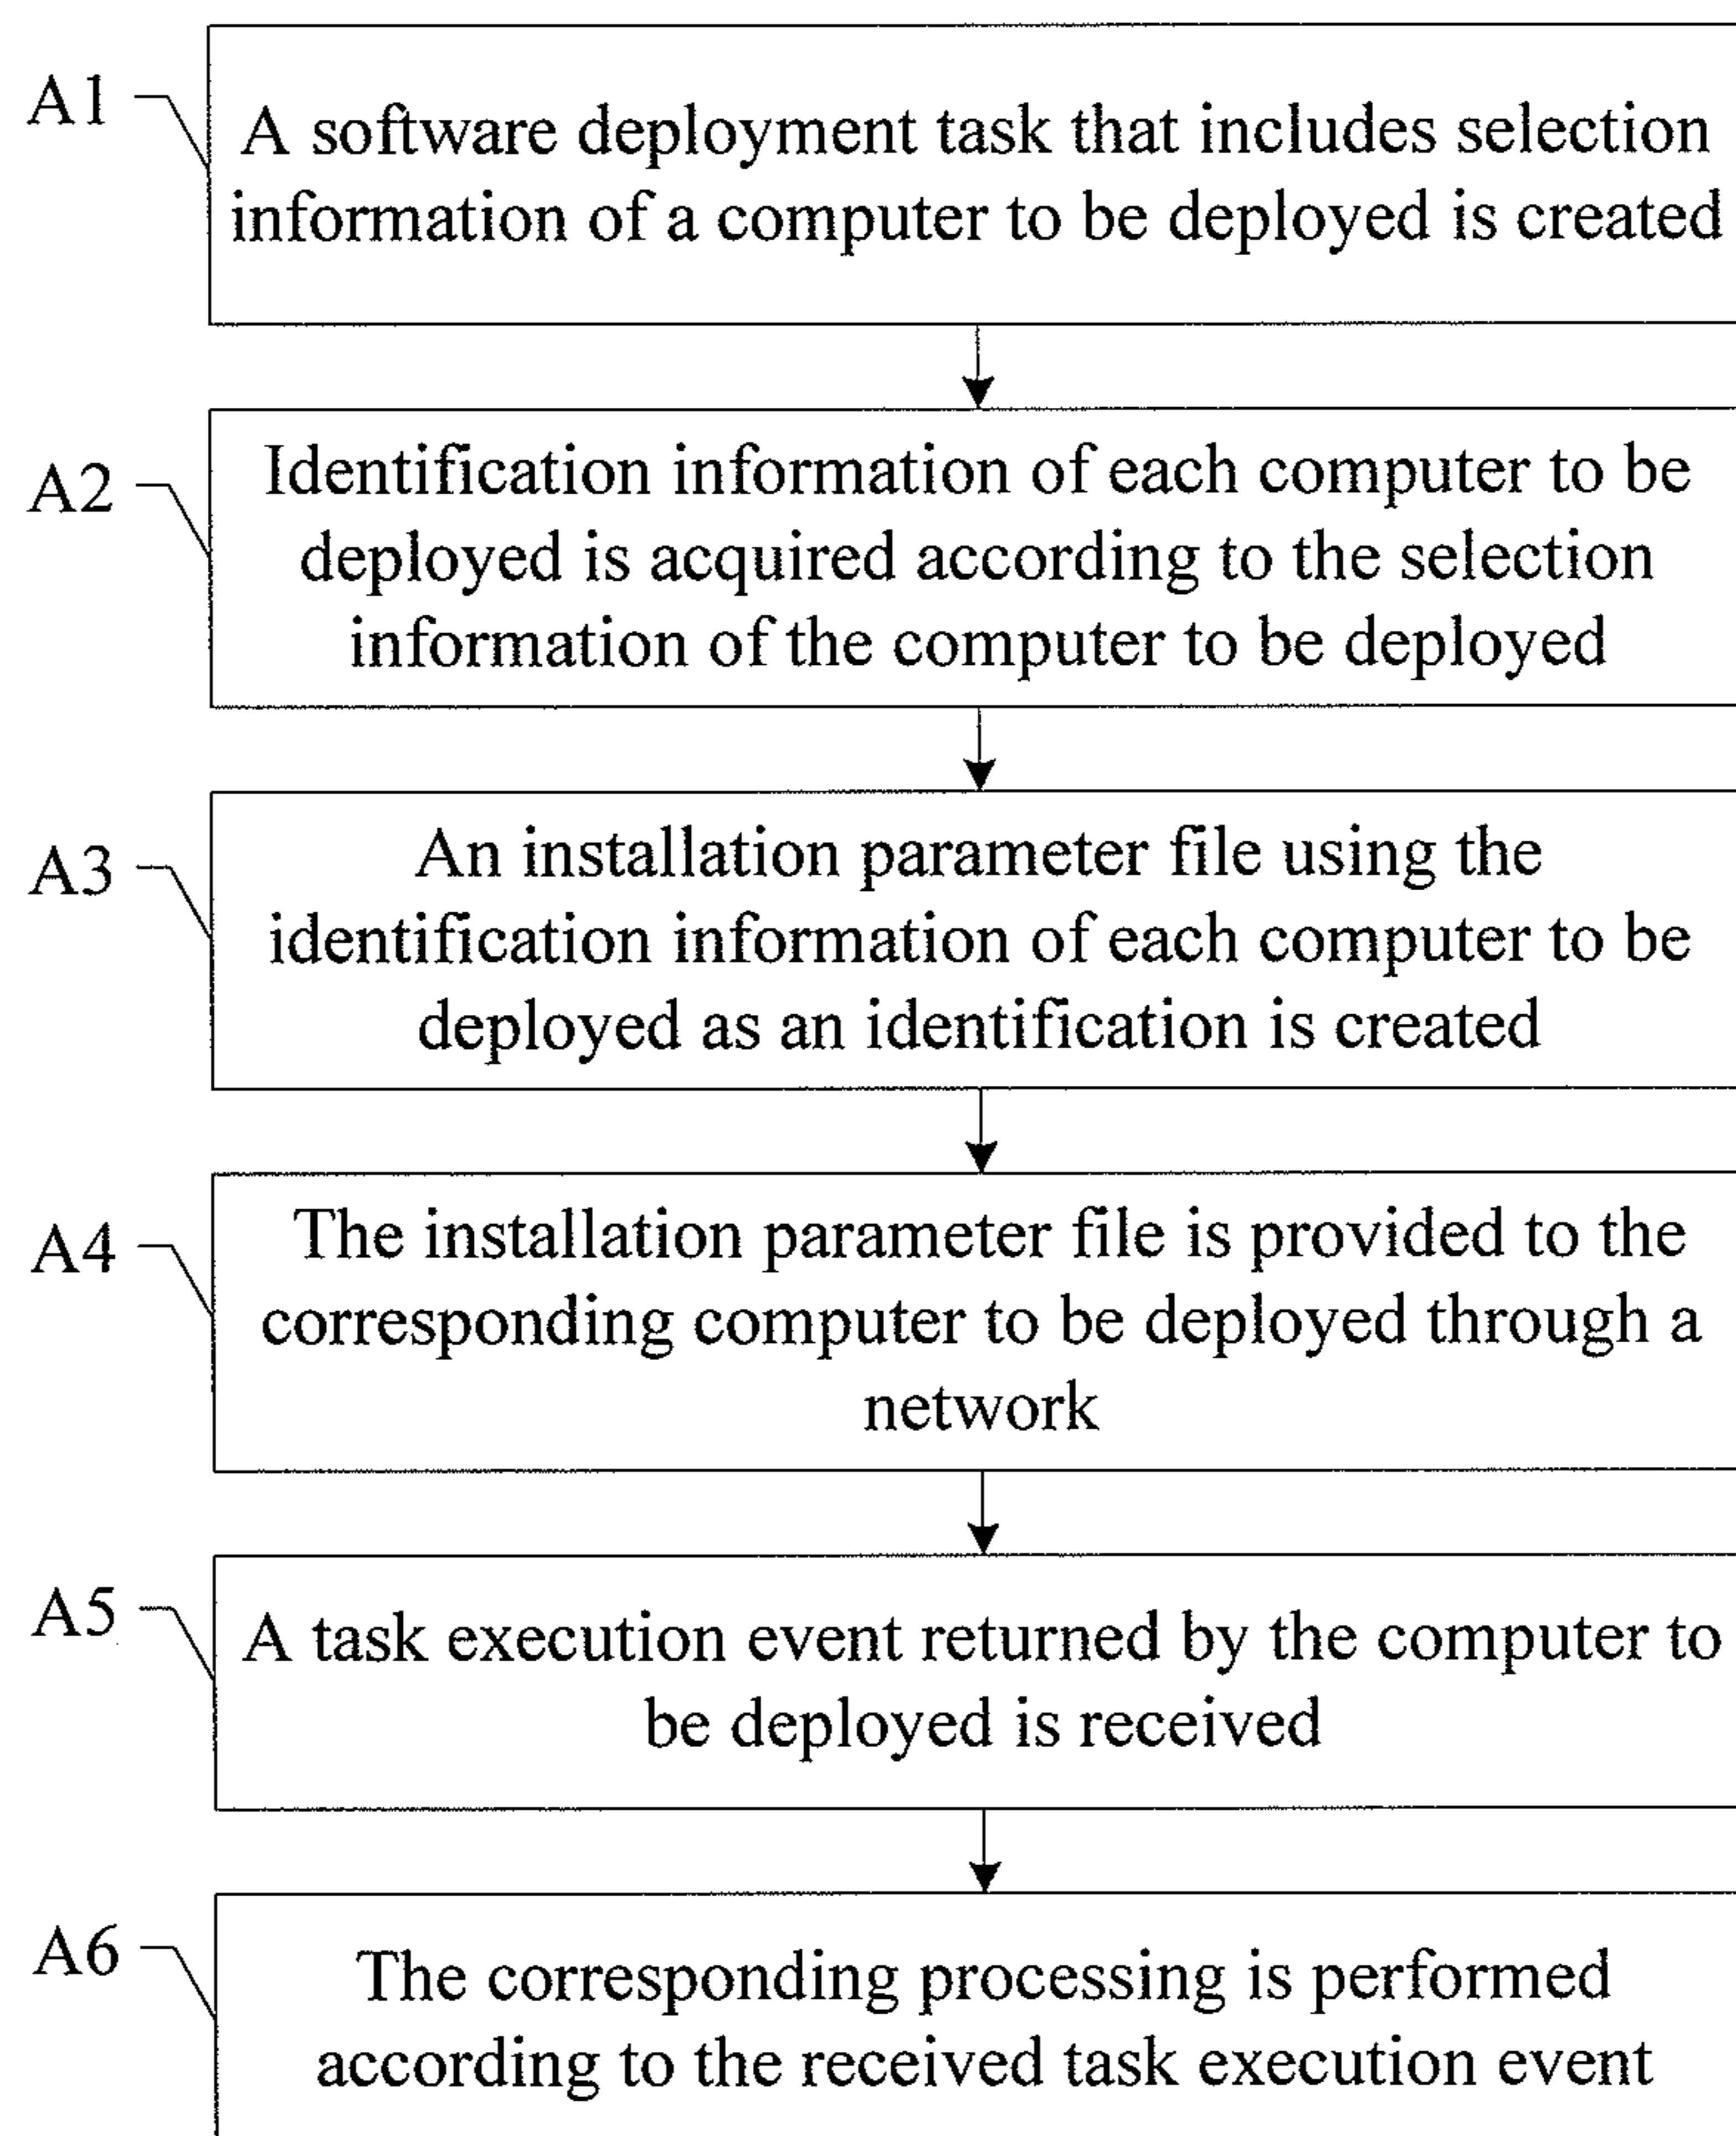 A1
A software deployment task that includes selection
information of a computer to be deployed is created
A2
Identification information of each computer to be
deployed is acquired according to the selection
information of the computer to be deployed
A3
An installation parameter file using the
identification information of each computer to be
deployed as an identification is created
A4
The installation parameter file is provided to the
corresponding computer to be deployed through a
network
A5
A task execution event returned by the computer to
be deployed is received
A6
The corresponding processing is performed
according to the received task execution event